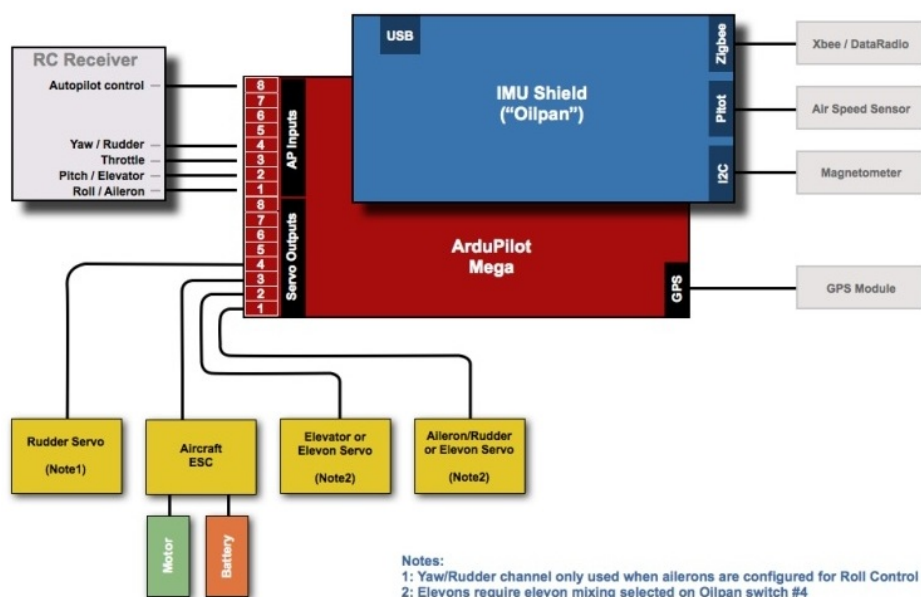 USB
Zigbee
Pitot
I2C
IMU Shield
("Oilpan")
Xbee / DataRadio
Air Speed Sensor
Magnetometer
RC Receiver
Autopilot control
Yaw / Rudder
Throttle
Pitch / Elevator
Roll / Aileron
8
7
6
5
4
3
2
1
AP Inputs
8
7
6
5
4
3
2
1
Servo Outputs
ArduPilot
Mega
GPS
GPS Module
Rudder Servo
(Note1)
Aircraft
ESC
Elevator or
Elevon Servo
(Note2)
Aileron/Rudder
or Elevon Servo
(Note2)
Motor
Battery
Notes:
1: Yaw/Rudder channel only used when ailerons are configured for Roll Control
2: Elevons require elevon mixing selected on Oilpan switch #4